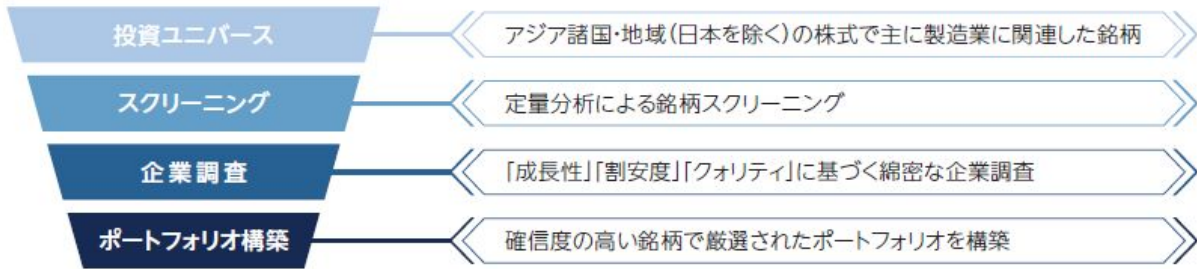 投資ユニバース
アジア諸国・地域(日本を除く)の株式で主に製造業に関連した銘柄
スクリーニング
定量分析による銘柄スクリーニング
企業調査
「成長性」「割安度」「クォリティ」に基づく綿密な企業調査
ポートフォリオ構築
確信度の高い銘柄で厳選されたポートフォリオを構築